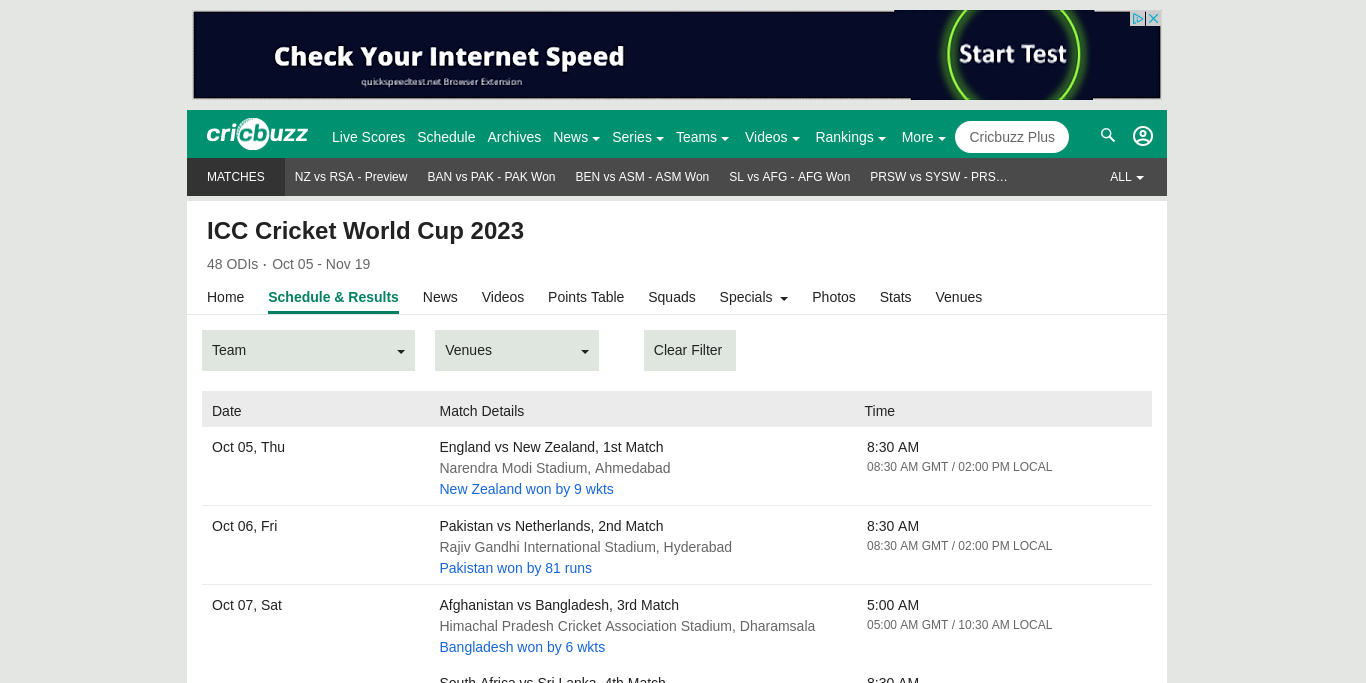 Check Your Internet Speed
quickspeedtest.net Browser Extension
Start Test
cricbuzz
Live Scores Schedule Archives News Series Teams Videos Rankings More Cricbuzz Plus
MATCHES NZ vs RSA - Preview BAN vs PAK - PAK Won BEN vs ASM - ASM Won SL vs AFG - AFG Won PRSW vs SYSW - PRS… ALL
ICC Cricket World Cup 2023
48 ODIs · Oct 05 - Nov 19
Home Schedule & Results News Videos Points Table Squads Specials Photos Stats Venues
Team Venues Clear Filter
Date Match Details Time
Oct 05, Thu England vs New Zealand, 1st Match 8:30 AM
Narendra Modi Stadium, Ahmedabad 08:30 AM GMT / 02:00 PM LOCAL
New Zealand won by 9 wkts
Oct 06, Fri Pakistan vs Netherlands, 2nd Match 8:30 AM
Rajiv Gandhi International Stadium, Hyderabad 08:30 AM GMT / 02:00 PM LOCAL
Pakistan won by 81 runs
Oct 07, Sat Afghanistan vs Bangladesh, 3rd Match 5:00 AM
Himachal Pradesh Cricket Association Stadium, Dharamsala 05:00 AM GMT / 10:30 AM LOCAL
Bangladesh won by 6 wkts
South Africa vs Sri Lanka, 4th Match 8:30 AM